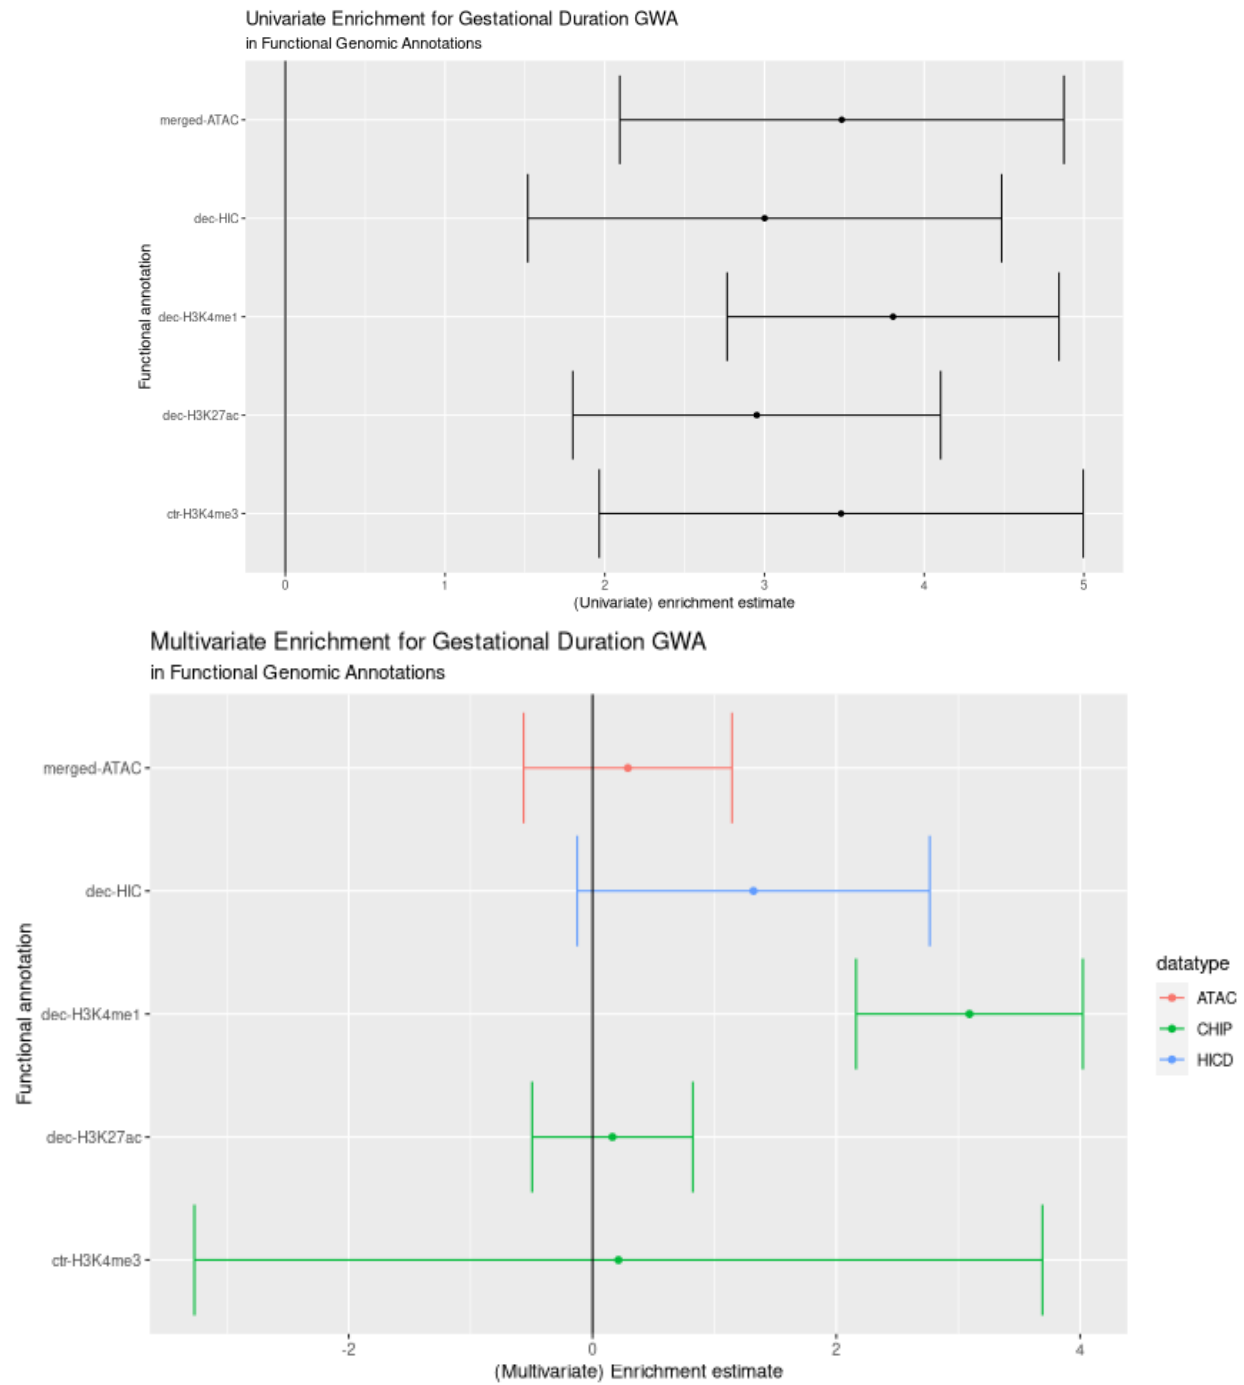 Univariate Enrichment for Gestational Duration GWA
in Functional Genomic Annotations
Functional annotation
merged-ATAC
dec-HIC
dec-H3K4me1
dec-H3K27ac
ctr-H3K4me3
0 1 2 3 4 5
(Univariate) enrichment estimate
Multivariate Enrichment for Gestational Duration GWA
in Functional Genomic Annotations
Functional annotation
merged-ATAC
dec-HIC
dec-H3K4me1
dec-H3K27ac
ctr-H3K4me3
-2 0 2 4
(Multivariate) Enrichment estimate
datatype
ATAC
CHIP
HICD